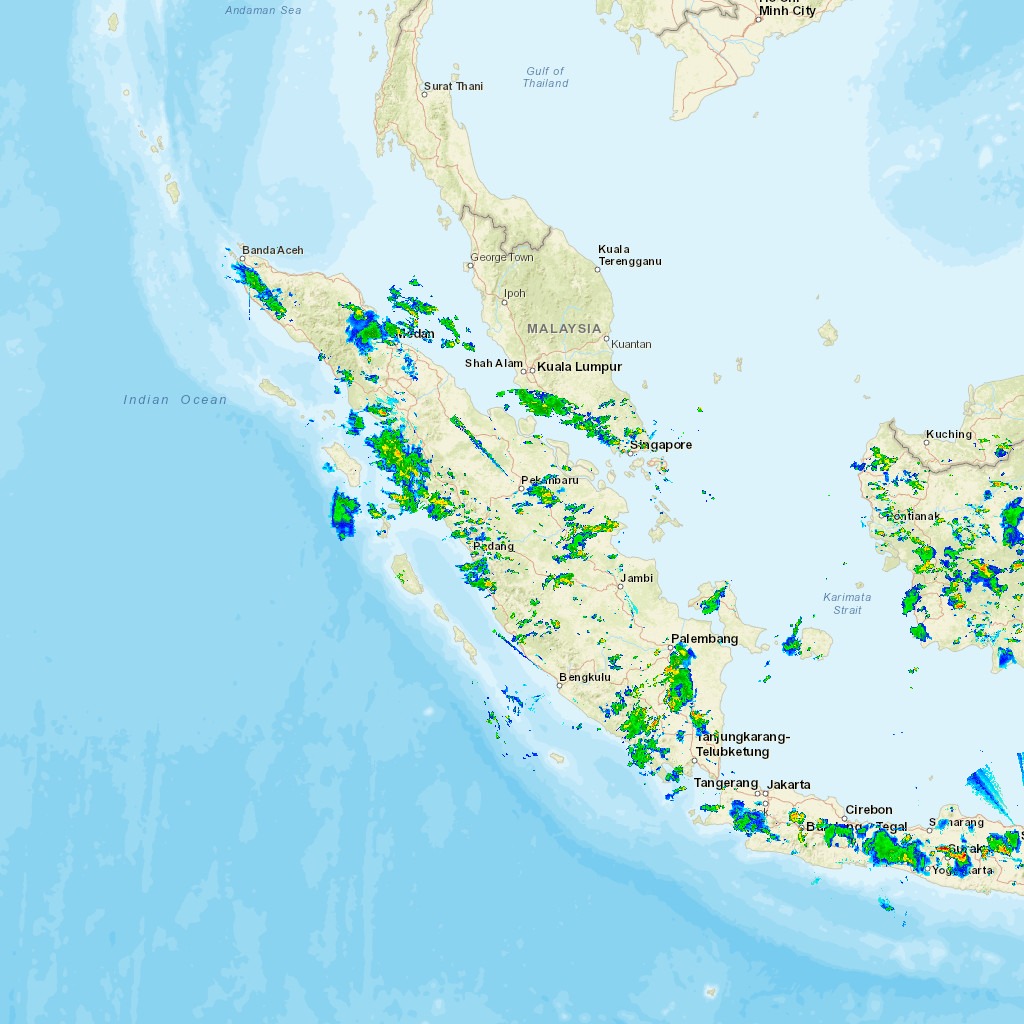 Andaman Sea
Minh City
Gulf of
Thailand
Surat Thani
Banda Aceh
Kuala
Terengganu
George Town
Ipoh
MALAYSIA
Medan
Kuantan
Shah Alam
Kuala Lumpur
Indian Ocean
Kuching
Singapore
Pekanbaru
Pontianak
Padang
Jambi
Karimata
Strait
Palembang
Bengkulu
Tanjungkarang-
Telubketung
Tangerang
Jakarta
Cirebon
Tegal
Semarang
Yogyakarta